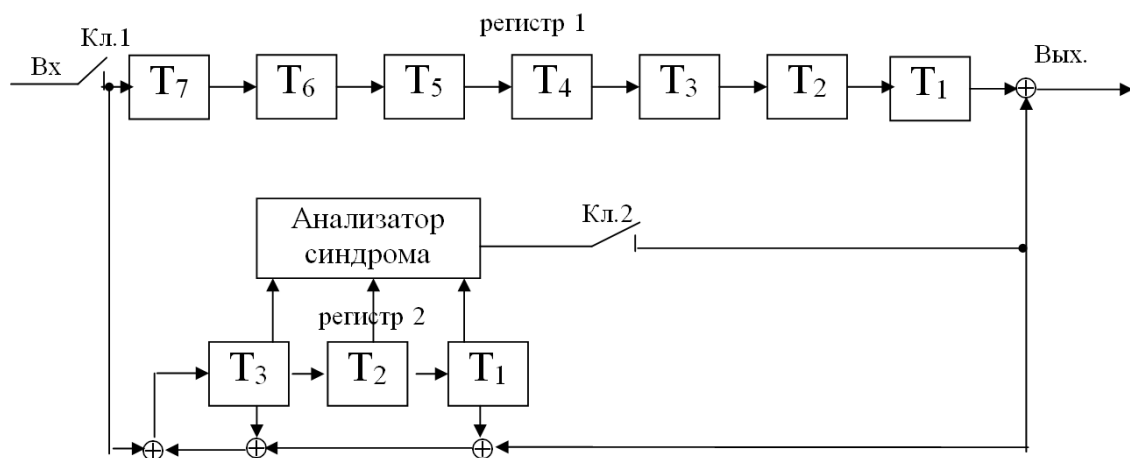 Кл.1
регистр 1
Вх
Вых.
T7
T6
T5
T4
T3
T2
T1
Анализатор
синдрома
Кл.2
регистр 2
T3
T2
T1